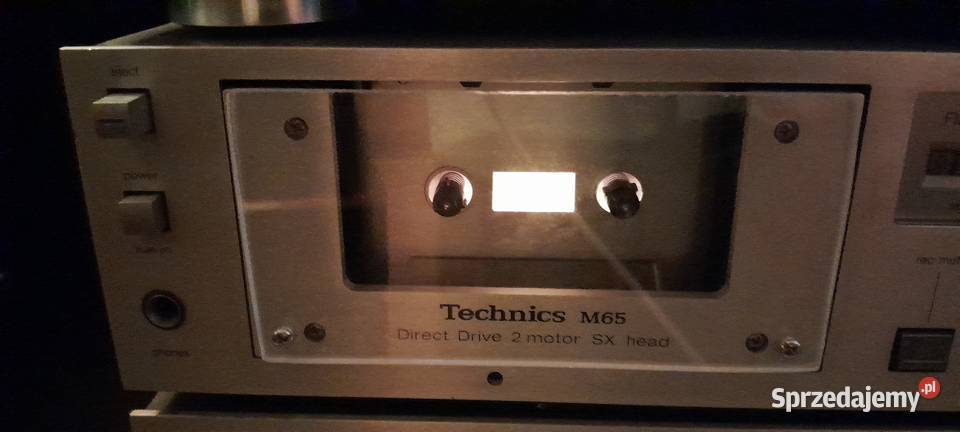 eject
power
phones
Technics M65
Direct Drive 2 motor SX head
Sprzedajemy.pl